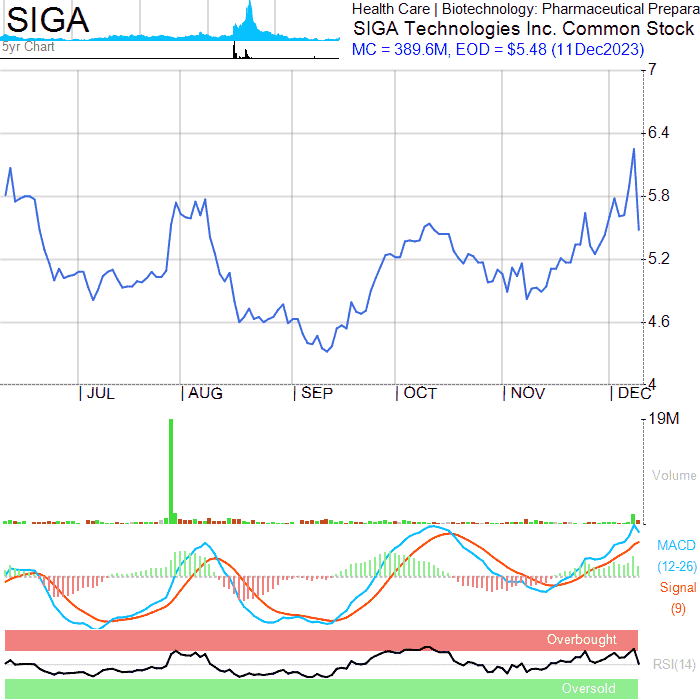 SIGA
5yr Chart
Health Care | Biotechnology: Pharmaceutical Prepara
SIGA Technologies Inc. Common Stock
MC = 389.6M, EOD = $5.48 (11Dec2023)
7
6.4
5.8
5.2
4.6
4
| JUL | AUG | SEP | OCT | NOV | DEC
19M
Volume
MACD
(12-26)
Signal
(9)
Overbought
RSI(14)
Oversold